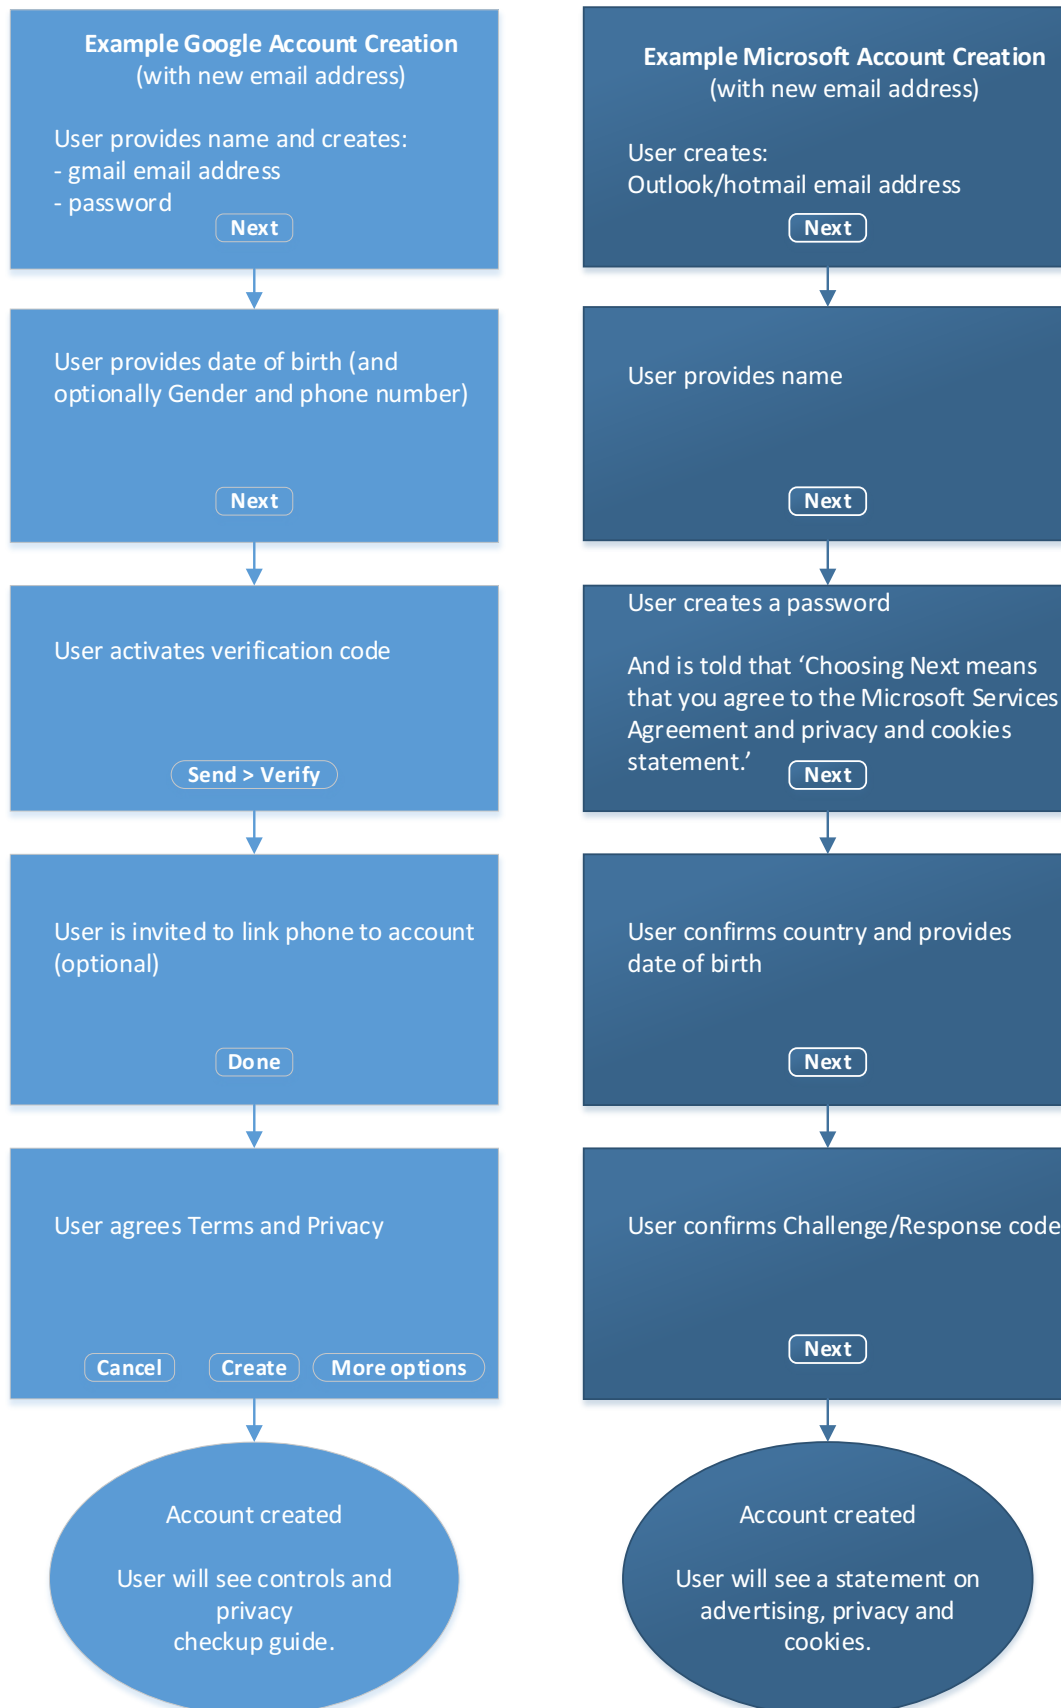 Example Google Account Creation
(with new email address)
User provides name and creates:
- gmail email address
- password
Next
User provides date of birth (and
optionally Gender and phone number)
Next
User activates verification code
Send > Verify
User is invited to link phone to account
(optional)
Done
User agrees Terms and Privacy
Cancel
Create
More options
Account created
User will see controls and
privacy
checkup guide.
Example Microsoft Account Creation
(with new email address)
User creates:
Outlook/hotmail email address
Next
User provides name
Next
User creates a password
And is told that ‘Choosing Next means
that you agree to the Microsoft Services
Agreement and privacy and cookies
statement.’
Next
User confirms country and provides
date of birth
Next
User confirms Challenge/Response code
Next
Account created
User will see a statement on
advertising, privacy and
cookies.